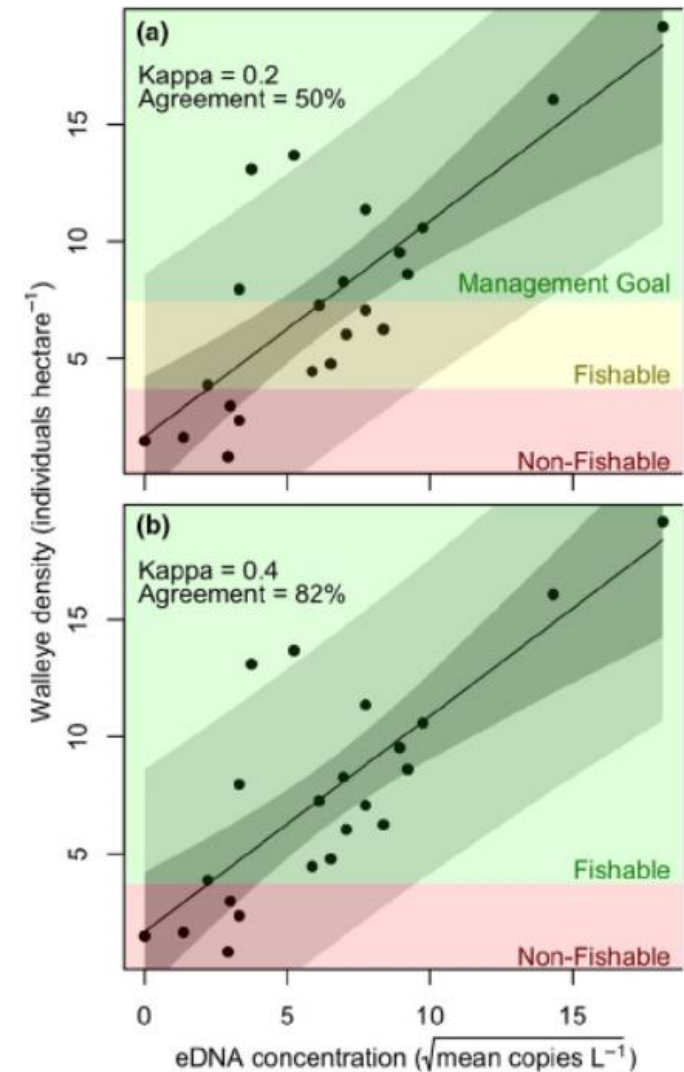 (a)
Kappa = 0.2
Agreement = 50%
15
10
5
Management Goal
Fishable
Non-Fishable
Walleye density (individuals hectare⁻¹)
(b)
Kappa = 0.4
Agreement = 82%
15
10
5
Fishable
Non-Fishable
0 5 10 15
eDNA concentration (√mean copies L⁻¹)